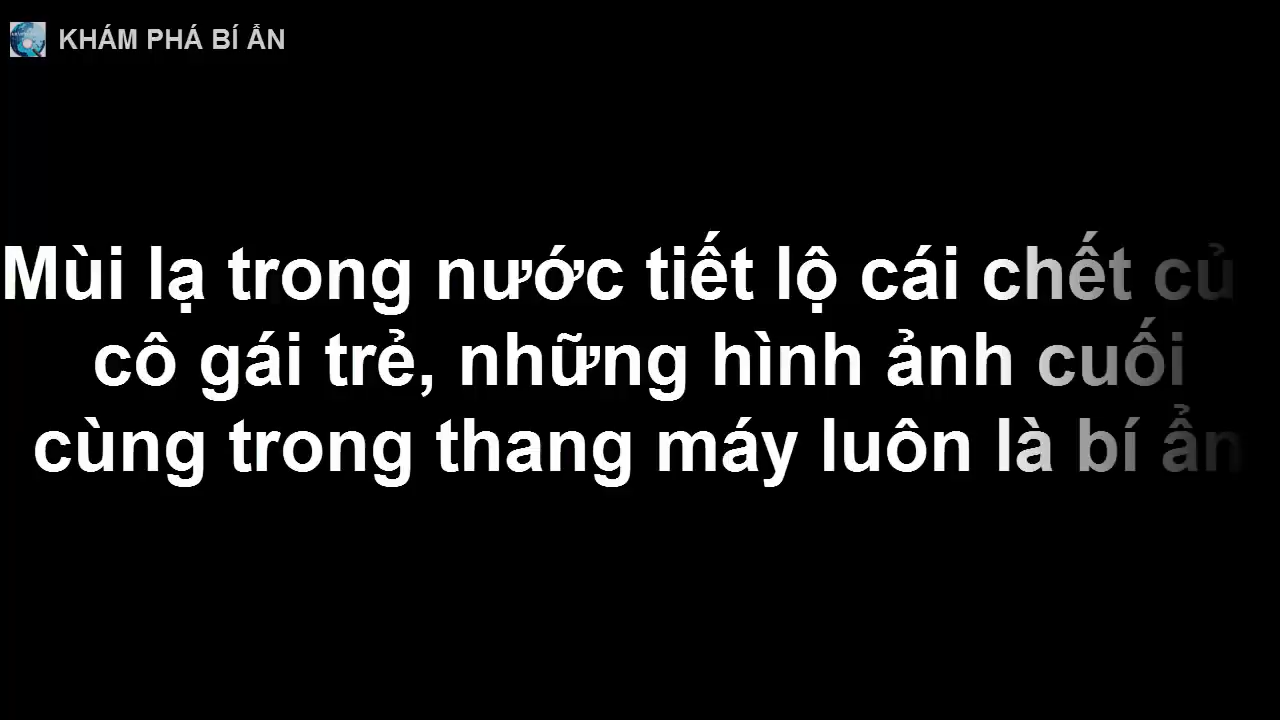 KHÁM PHÁ BÍ ẨN
Mùi lạ trong nước tiết lộ cái chết củ
cô gái trẻ, những hình ảnh cuối
cùng trong thang máy luôn là bí ẩn